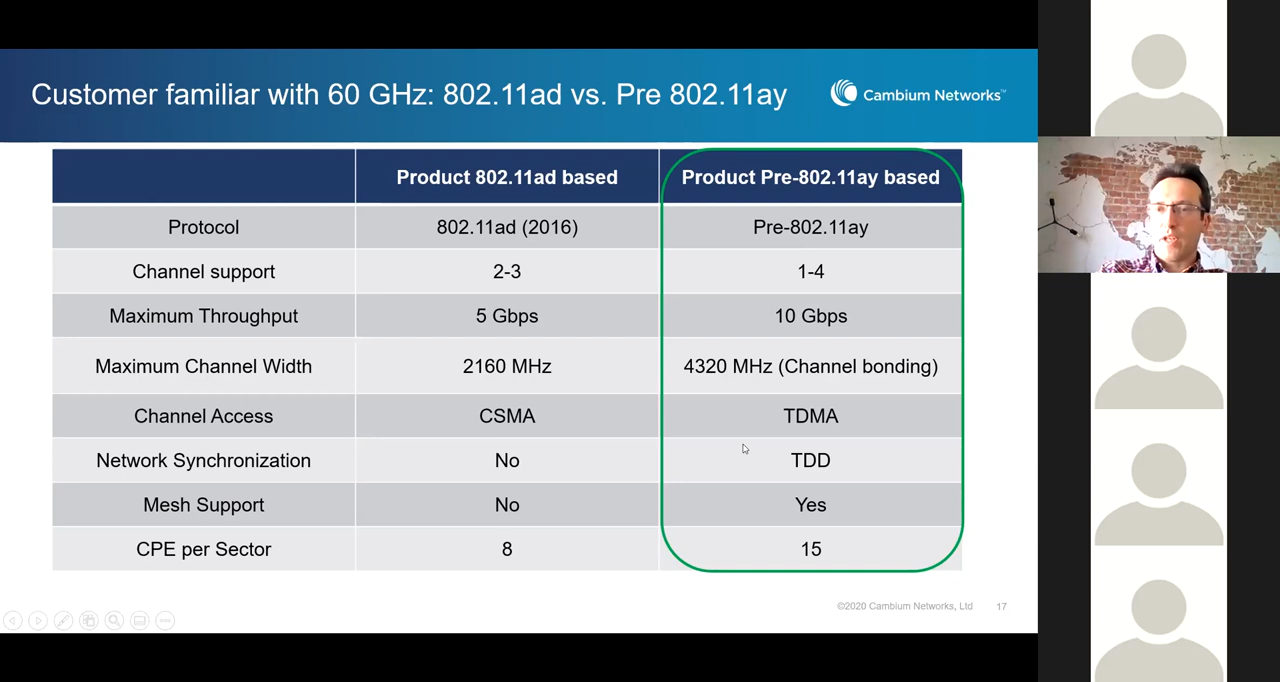 Customer familiar with 60 GHz: 802.11ad vs. Pre 802.11ay
Cambium Networks™
Product 802.11ad based
Product Pre-802.11ay based
Protocol
802.11ad (2016)
Pre-802.11ay
Channel support
2-3
1-4
Maximum Throughput
5 Gbps
10 Gbps
Maximum Channel Width
2160 MHz
4320 MHz (Channel bonding)
Channel Access
CSMA
TDMA
Network Synchronization
No
TDD
Mesh Support
No
Yes
CPE per Sector
8
15
©2020 Cambium Networks, Ltd
17